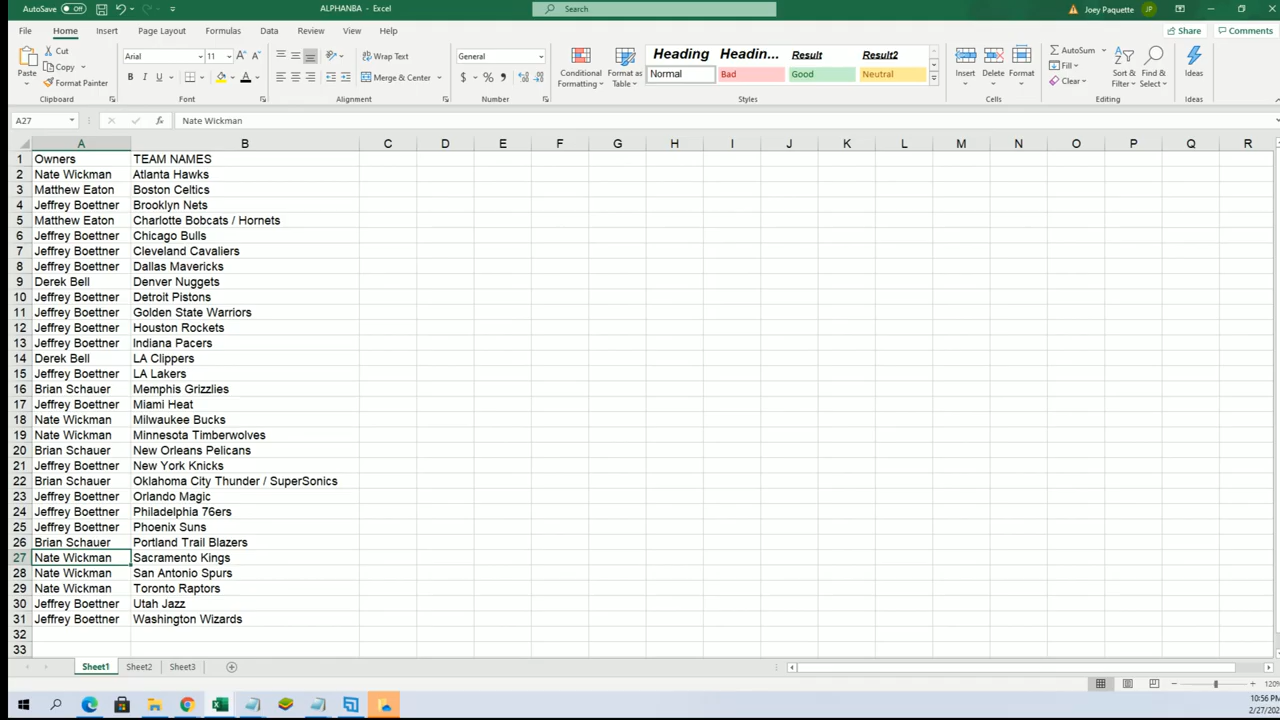 AutoSave Off ALPHANBA - Excel Search Joey Paquette JP
File Home Insert Page Layout Formulas Data Review View Help Share Comments
Cut Arial 11 Wrap Text General Heading Headin... Result Result2 AutoSum
Copy Fill
Paste Format Painter B I U Merge & Center $ % Conditional Formatting Format as Table Normal Bad Good Neutral Insert Delete Format Clear Sort & Filter Find & Select Ideas
Clipboard Font Alignment Number Styles Cells Editing Ideas
A27 fx Nate Wickman
A B C D E F G H I J K L M N O P Q R
1 Owners TEAM NAMES
2 Nate Wickman Atlanta Hawks
3 Matthew Eaton Boston Celtics
4 Jeffrey Boettner Brooklyn Nets
5 Matthew Eaton Charlotte Bobcats / Hornets
6 Jeffrey Boettner Chicago Bulls
7 Jeffrey Boettner Cleveland Cavaliers
8 Jeffrey Boettner Dallas Mavericks
9 Derek Bell Denver Nuggets
10 Jeffrey Boettner Detroit Pistons
11 Jeffrey Boettner Golden State Warriors
12 Jeffrey Boettner Houston Rockets
13 Jeffrey Boettner Indiana Pacers
14 Derek Bell LA Clippers
15 Jeffrey Boettner LA Lakers
16 Brian Schauer Memphis Grizzlies
17 Jeffrey Boettner Miami Heat
18 Nate Wickman Milwaukee Bucks
19 Nate Wickman Minnesota Timberwolves
20 Brian Schauer New Orleans Pelicans
21 Jeffrey Boettner New York Knicks
22 Brian Schauer Oklahoma City Thunder / SuperSonics
23 Jeffrey Boettner Orlando Magic
24 Jeffrey Boettner Philadelphia 76ers
25 Jeffrey Boettner Phoenix Suns
26 Brian Schauer Portland Trail Blazers
27 Nate Wickman Sacramento Kings
28 Nate Wickman San Antonio Spurs
29 Nate Wickman Toronto Raptors
30 Jeffrey Boettner Utah Jazz
31 Jeffrey Boettner Washington Wizards
32
33
Sheet1 Sheet2 Sheet3
120%
10:56 PM
2/27/202